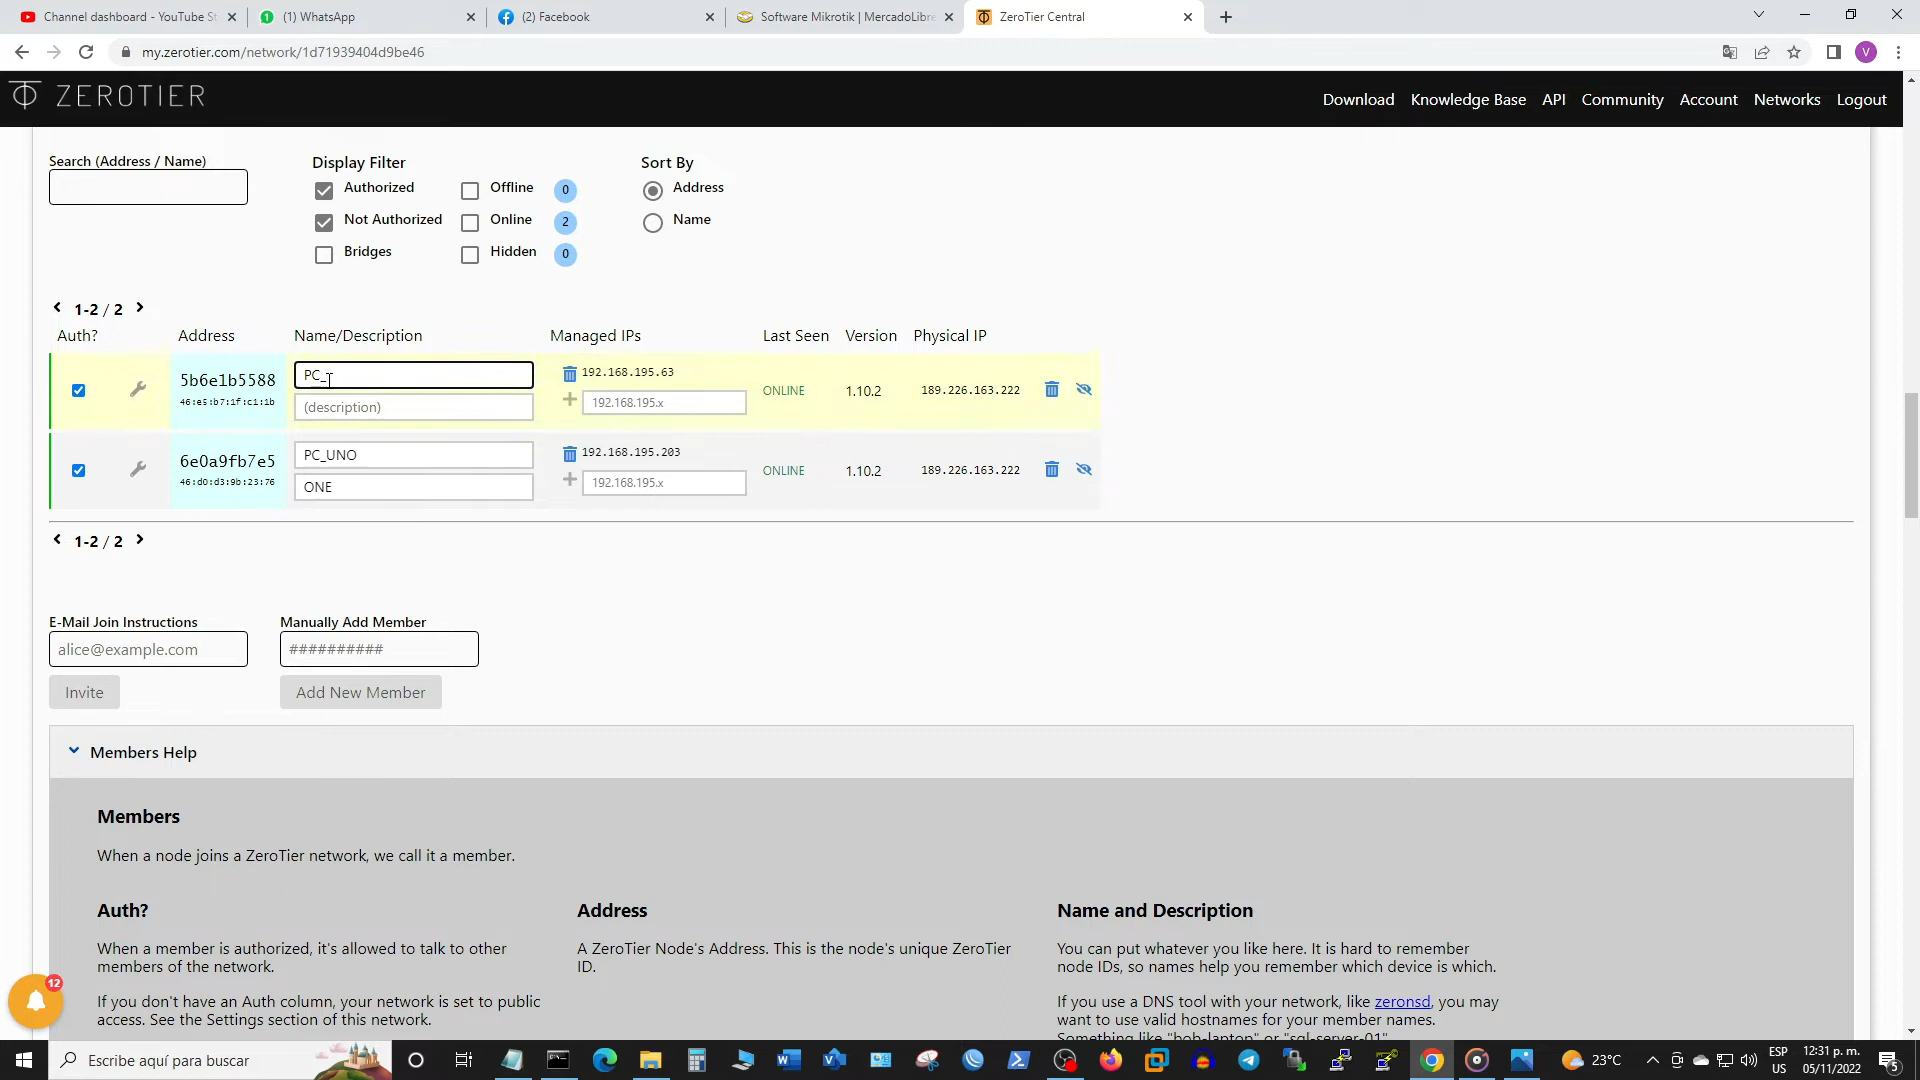 Channel dashboard - YouTube St
(1) WhatsApp
(2) Facebook
Software Mikrotik | MercadoLibre
ZeroTier Central
my.zerotier.com/network/1d71939404d9be46
V
ZEROTIER
Download Knowledge Base API Community Account Networks Logout
Search (Address / Name)
Display Filter
Sort By
Authorized
Offline
0
Address
Not Authorized
Online
2
Name
Bridges
Hidden
0
1-2 / 2
Auth? Address Name/Description Managed IPs Last Seen Version Physical IP
5b6e1b5588
46:e5:b7:1f:c1:1b
PC_
(description)
192.168.195.63
192.168.195.x
ONLINE
1.10.2
189.226.163.222
6e0a9fb7e5
46:d0:d3:9b:23:76
PC_UNO
ONE
192.168.195.203
192.168.195.x
ONLINE
1.10.2
189.226.163.222
1-2 / 2
E-Mail Join Instructions
Manually Add Member
alice@example.com
##########
Invite
Add New Member
Members Help
Members
When a node joins a ZeroTier network, we call it a member.
Auth?
When a member is authorized, it's allowed to talk to other
members of the network.
If you don't have an Auth column, your network is set to public
access. See the Settings section of this network.
Address
A ZeroTier Node's Address. This is the node's unique ZeroTier
ID.
Name and Description
You can put whatever you like here. It is hard to remember
node IDs, so names help you remember which device is which.
If you use a DNS tool with your network, like zeronsd, you may
want to use valid hostnames for your member names.
Something like "bob-laptop" or "sql-server-01"
12
Escribe aquí para buscar
23°C
ESP
US
12:31 p. m.
05/11/2022
5